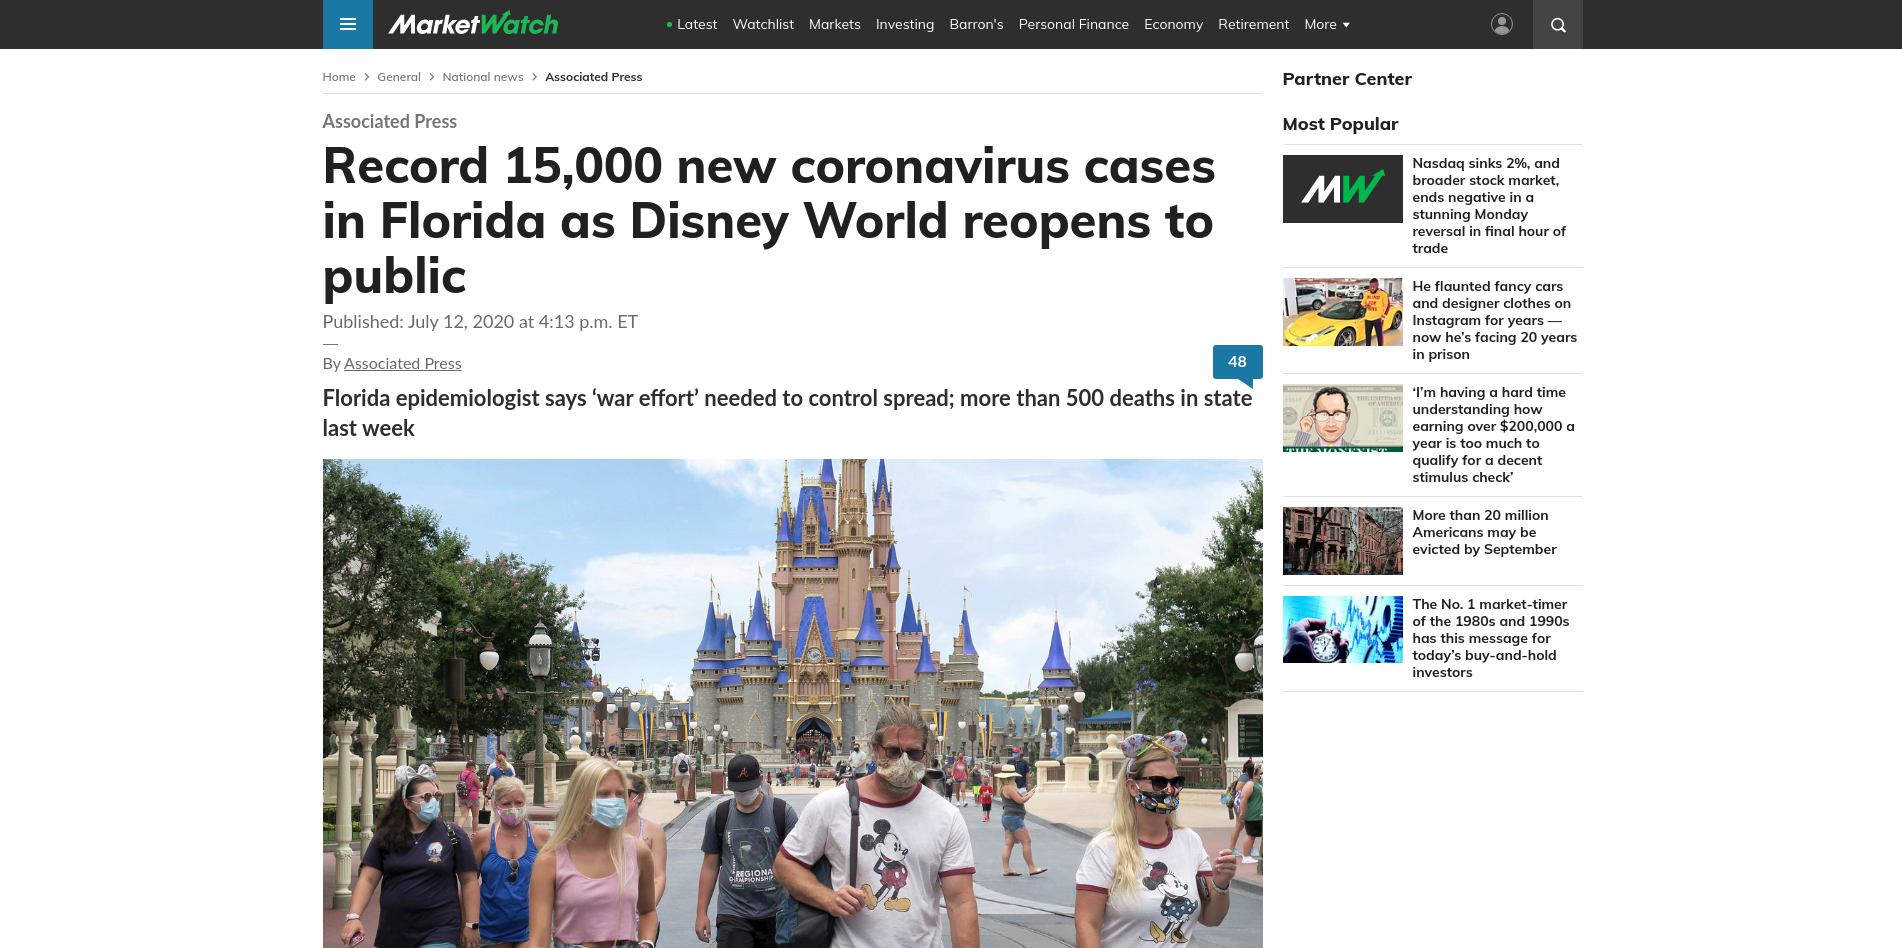 MarketWatch
Latest Watchlist Markets Investing Barron's Personal Finance Economy Retirement More
Home > General > National news > Associated Press
Associated Press
Record 15,000 new coronavirus cases
in Florida as Disney World reopens to
public
Published: July 12, 2020 at 4:13 p.m. ET
—
By Associated Press
48
Florida epidemiologist says ‘war effort’ needed to control spread; more than 500 deaths in state
last week
A
REGIONAL
CHAMPIONSHIP
Partner Center
Most Popular
MW
Nasdaq sinks 2%, and
broader stock market,
ends negative in a
stunning Monday
reversal in final hour of
trade
He flaunted fancy cars
and designer clothes on
Instagram for years —
now he’s facing 20 years
in prison
THE MONEYIST
‘I’m having a hard time
understanding how
earning over $200,000 a
year is too much to
qualify for a decent
stimulus check’
More than 20 million
Americans may be
evicted by September
The No. 1 market-timer
of the 1980s and 1990s
has this message for
today’s buy-and-hold
investors